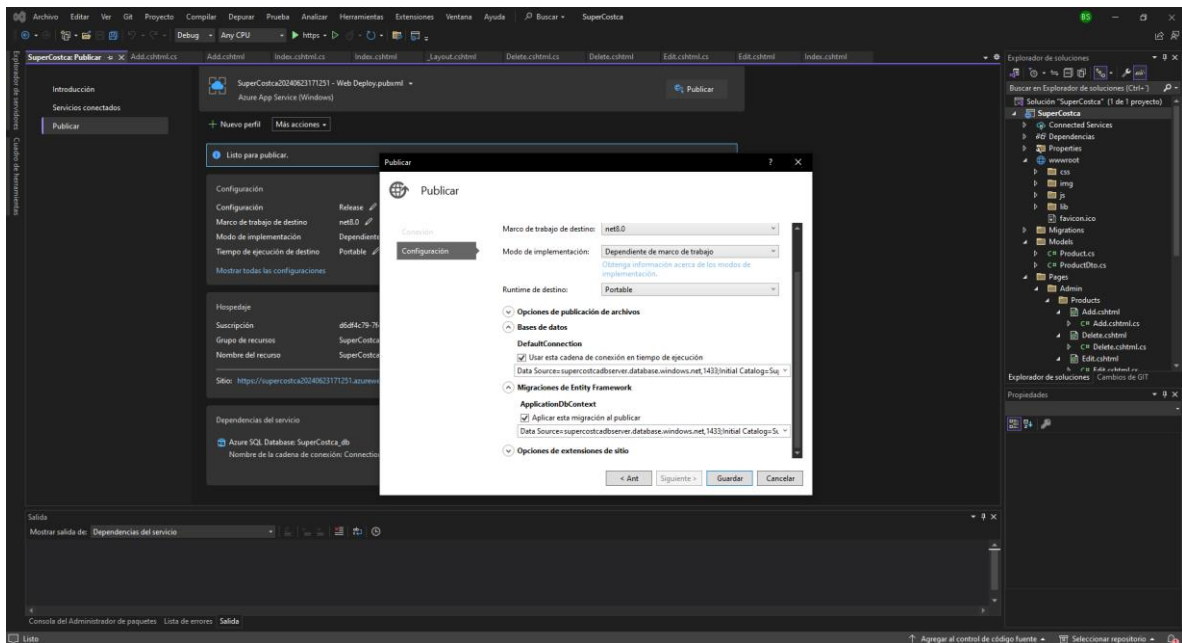 Archivo Editar Ver Git Proyecto Compilar Depurar Prueba Analizar Herramientas Extensiones Ventana Ayuda Buscar SuperCostca BS
Debug Any CPU https
SuperCostca: Publicar Add.cshtml.cs Add.cshtml Index.cshtml.cs Index.cshtml _Layout.cshtml Delete.cshtml.cs Delete.cshtml Edit.cshtml.cs Edit.cshtml Index.cshtml
Explorador de servidores
Cuadro de herramientas
Introducción
Servicios conectados
Publicar
SuperCostca20240623171251 - Web Deploy.pubxml
Azure App Service (Windows)
Publicar
Nuevo perfil Más acciones
Listo para publicar.
Configuración
Configuración Release
Marco de trabajo de destino net8.0
Modo de implementación Dependiente
Tiempo de ejecución de destino Portable
Mostrar todas las configuraciones
Hospedaje
Suscripción
Grupo de recursos SuperCostca
Nombre del recurso SuperCostca
Sitio:
Dependencias del servicio
Azure SQL Database: SuperCostca_db
Nombre de la cadena de conexión:
Publicar ?
Publicar
Conexión
Configuración
Marco de trabajo de destino: net8.0
Modo de implementación: Dependiente de marco de trabajo
Obtenga información acerca de los modos de
implementación.
Runtime de destino: Portable
Opciones de publicación de archivos
Bases de datos
DefaultConnection
Usar esta cadena de conexión en tiempo de ejecución
Data Source=supercostcadbserver.database.windows.net,1433;Initial Catalog=
Migraciones de Entity Framework
ApplicationDbContext
Aplicar esta migración al publicar
Data Source=supercostcadbserver.database.windows.net,1433;Initial Catalog=
Opciones de extensiones de sitio
< Ant Siguiente > Guardar Cancelar
Explorador de soluciones
Buscar en Explorador de soluciones (Ctrl+')
Solución "SuperCostca" (1 de 1 proyecto)
SuperCostca
Connected Services
Dependencias
Properties
wwwroot
css
img
js
lib
favicon.ico
Migrations
Models
C# Product.cs
C# ProductDto.cs
Pages
Admin
Products
Add.cshtml
C# Add.cshtml.cs
Delete.cshtml
C# Delete.cshtml.cs
Edit.cshtml
C# Edit.cshtml.cs
Explorador de soluciones Cambios de GIT
Propiedades
Salida
Mostrar salida de: Dependencias del servicio
Consola del Administrador de paquetes Lista de errores Salida
Listo Agregar al control de código fuente Seleccionar repositorio